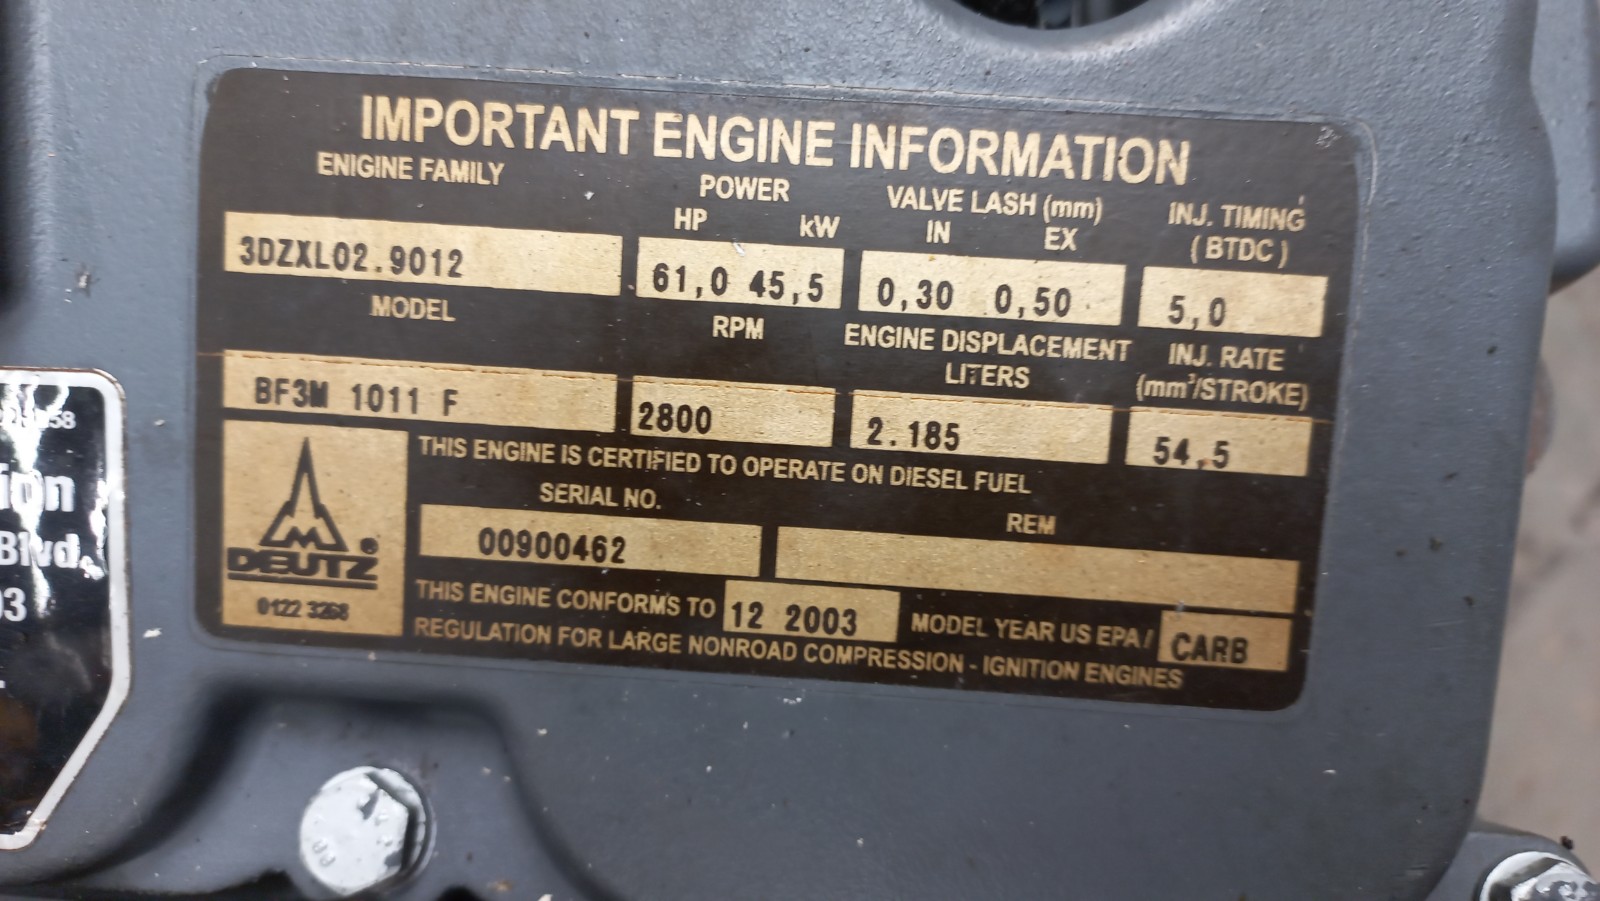 IMPORTANT ENGINE INFORMATION
ENIGINE FAMILY
POWER
HP kW
VALVE LASH (mm)
IN EX
INJ. TIMING
( BTDC )
3DZXL02.9012
61,0 45,5
0,30 0,50
5,0
MODEL
RPM
ENGINE DISPLACEMENT
LITERS
INJ. RATE
(mm³/STROKE)
BF3M 1011 F
2800
2.185
54,5
THIS ENGINE IS CERTIFIED TO OPERATE ON DIESEL FUEL
SERIAL NO.
REM
00900462
DEUTZ®
0122 3268
THIS ENGINE CONFORMS TO 12 2003 MODEL YEAR US EPA / CARB
REGULATION FOR LARGE NONROAD COMPRESSION - IGNITION ENGINES
Blvd.